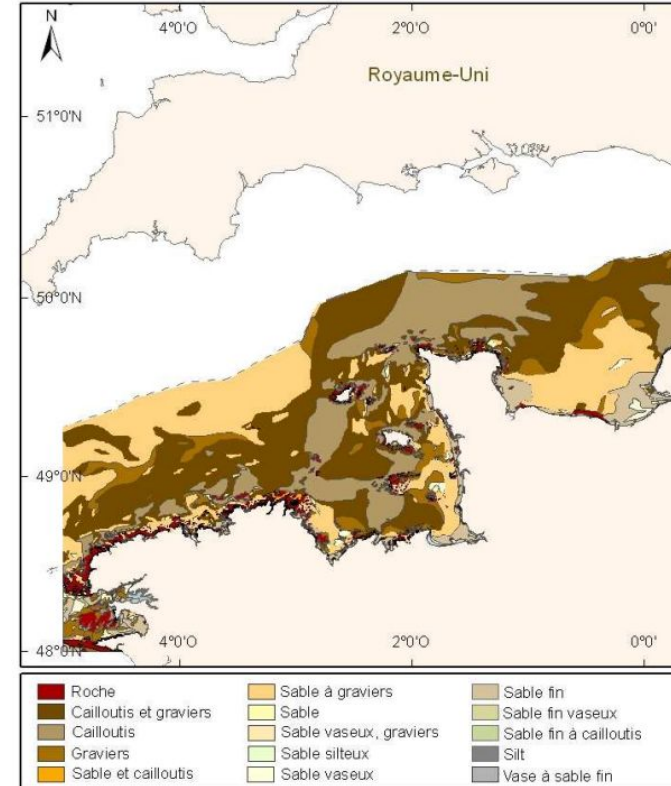 N
4°0'O 2°0'O 0°0'
Royaume-Uni
51°0'N
50°0'N
49°0'N
48°0'N
4°0'O 2°0'O 0°0'
Roche
Cailloutis et graviers
Cailloutis
Graviers
Sable et cailloutis
Sable à graviers
Sable
Sable vaseux, graviers
Sable silteux
Sable vaseux
Sable fin
Sable fin vaseux
Sable fin à cailloutis
Silt
Vase à sable fin